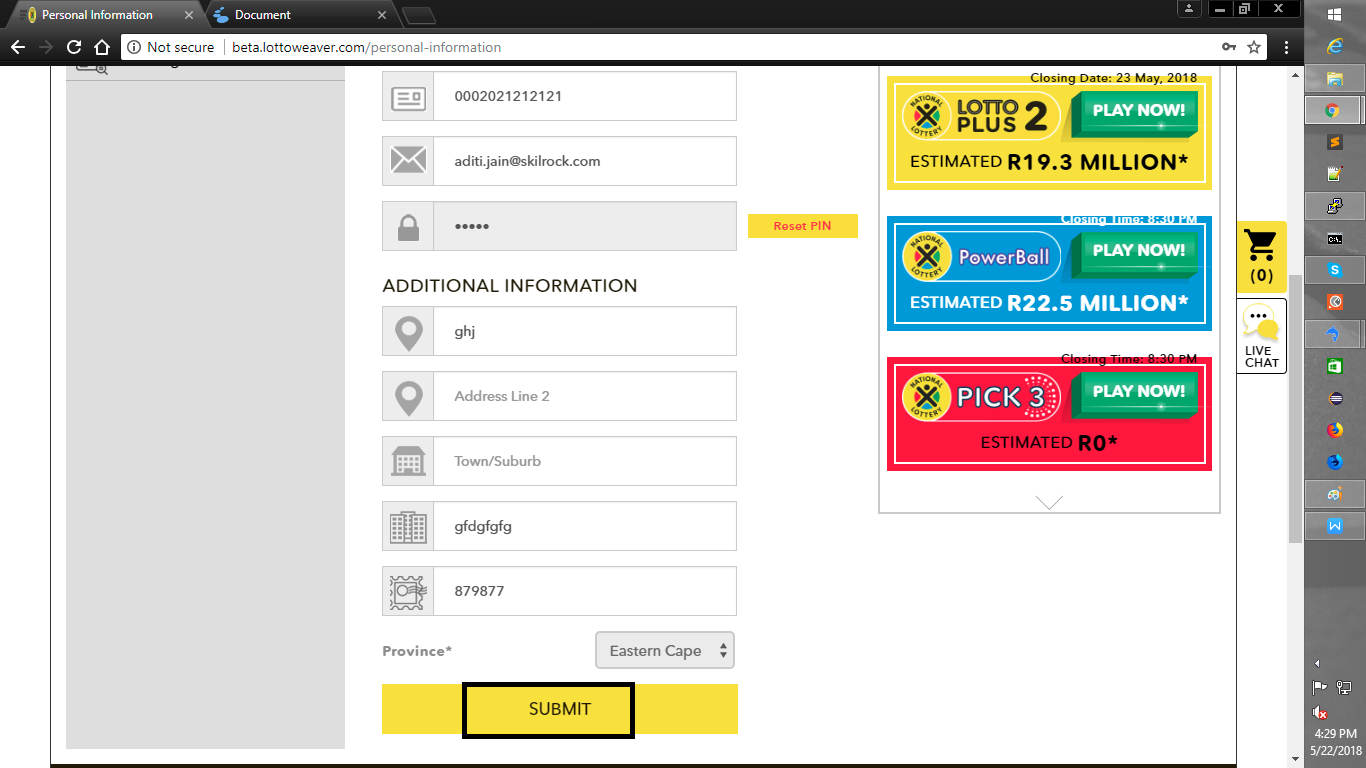 Personal Information
Document
Not secure
beta.lottoweaver.com/personal-information
0002021212121
aditi.jain@skilrock.com
•••••
Reset PIN
ADDITIONAL INFORMATION
ghj
Address Line 2
Town/Suburb
gfdgfgfg
879877
Province*
Eastern Cape
SUBMIT
Closing Date: 23 May, 2018
NATIONAL LOTTERY
LOTTO PLUS 2
PLAY NOW!
ESTIMATED R19.3 MILLION*
Closing Time: 8:30 PM
NATIONAL LOTTERY
PowerBall
PLAY NOW!
ESTIMATED R22.5 MILLION*
Closing Time: 8:30 PM
NATIONAL LOTTERY
PICK 3
PLAY NOW!
ESTIMATED R0*
(0)
LIVE
CHAT
4:29 PM
5/22/2018